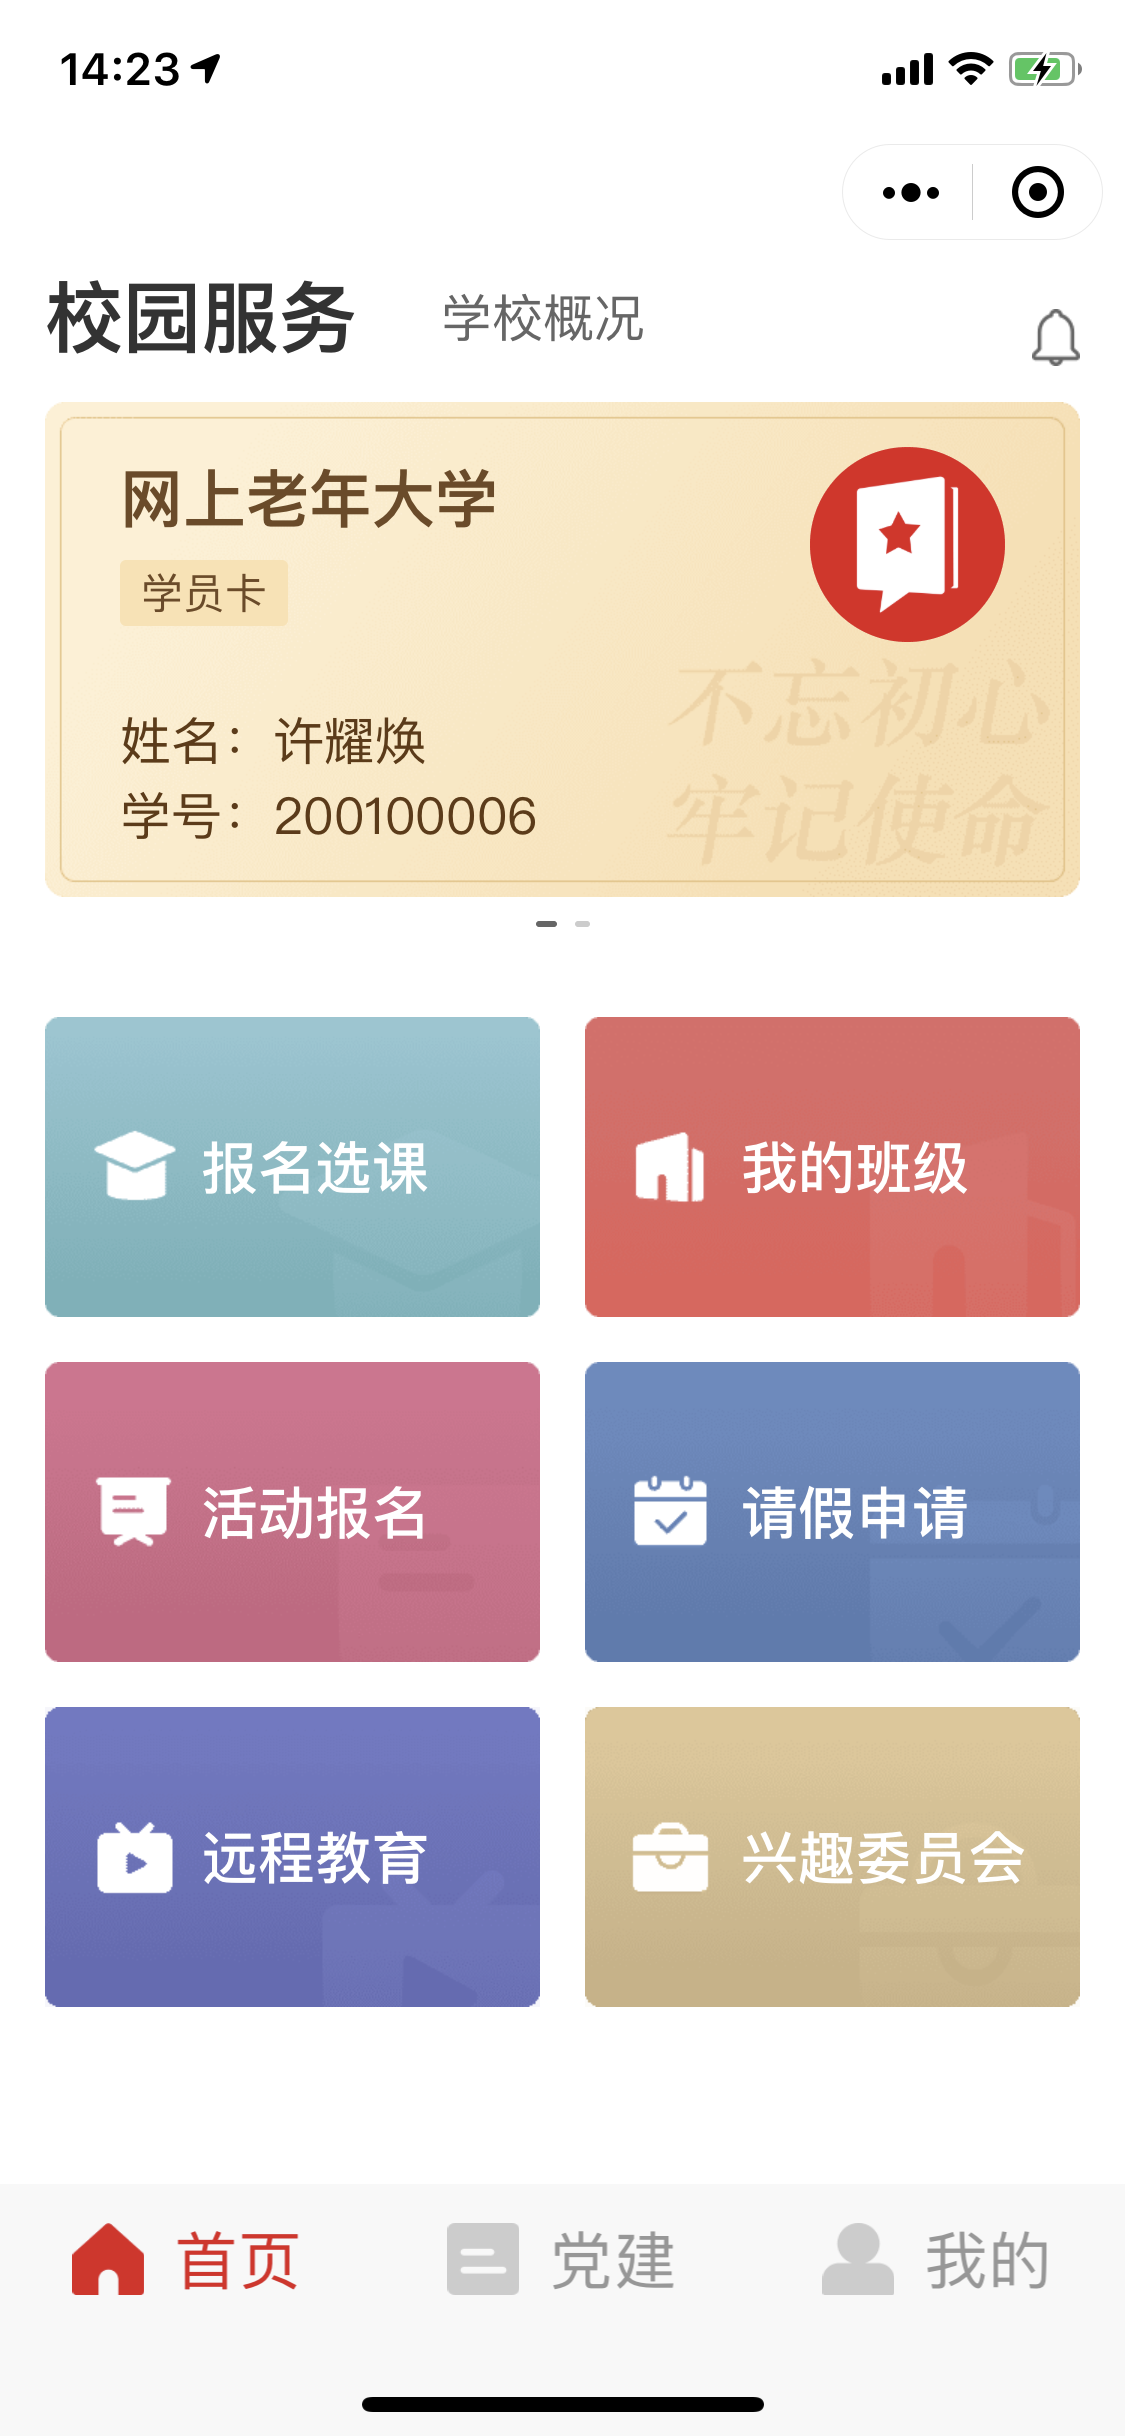 14:23
校园服务
学校概况
网上老年大学
学员卡
不忘初心
牢记使命
姓名：许耀焕
学号：200100006
报名选课
我的班级
活动报名
请假申请
远程教育
兴趣委员会
首页
党建
我的